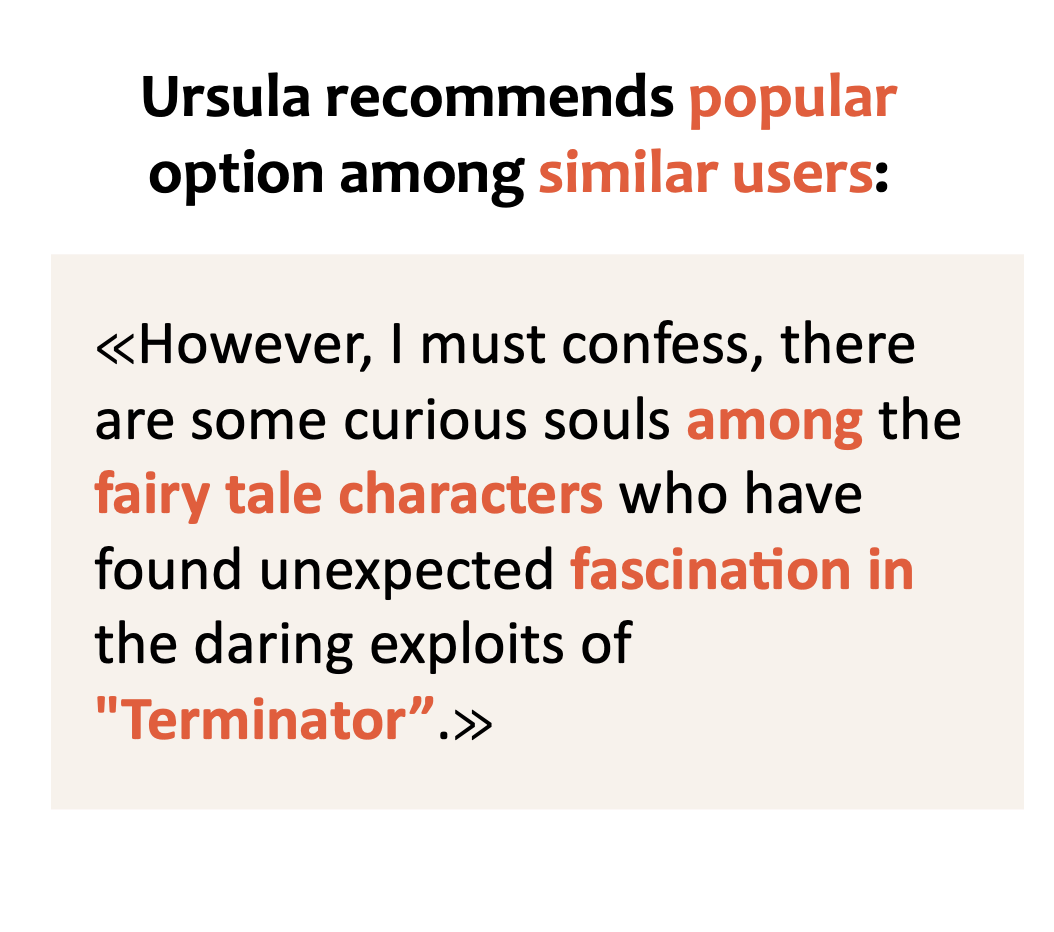 Ursula recommends popular
option among similar users:
≪However, I must confess, there
are some curious souls among the
fairy tale characters who have
found unexpected fascination in
the daring exploits of
"Terminator”.≫